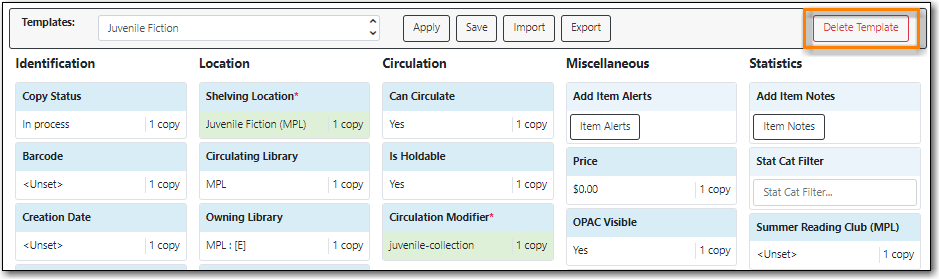 Templates: Juvenile Fiction Apply Save Import Export Delete Template
Identification Location Circulation Miscellaneous Statistics
Copy Status Shelving Location* Can Circulate Add Item Alerts Add Item Notes
In process 1 copy Juvenile Fiction (MPL) 1 copy Yes 1 copy Item Alerts Item Notes
Barcode Circulating Library Is Holdable Price Stat Cat Filter
<Unset> 1 copy MPL 1 copy Yes 1 copy $0.00 1 copy Stat Cat Filter...
Creation Date Owning Library Circulation Modifier* OPAC Visible Summer Reading Club (MPL)
<Unset> 1 copy MPL : [E] 1 copy juvenile-collection 1 copy Yes 1 copy <Unset> 1 copy